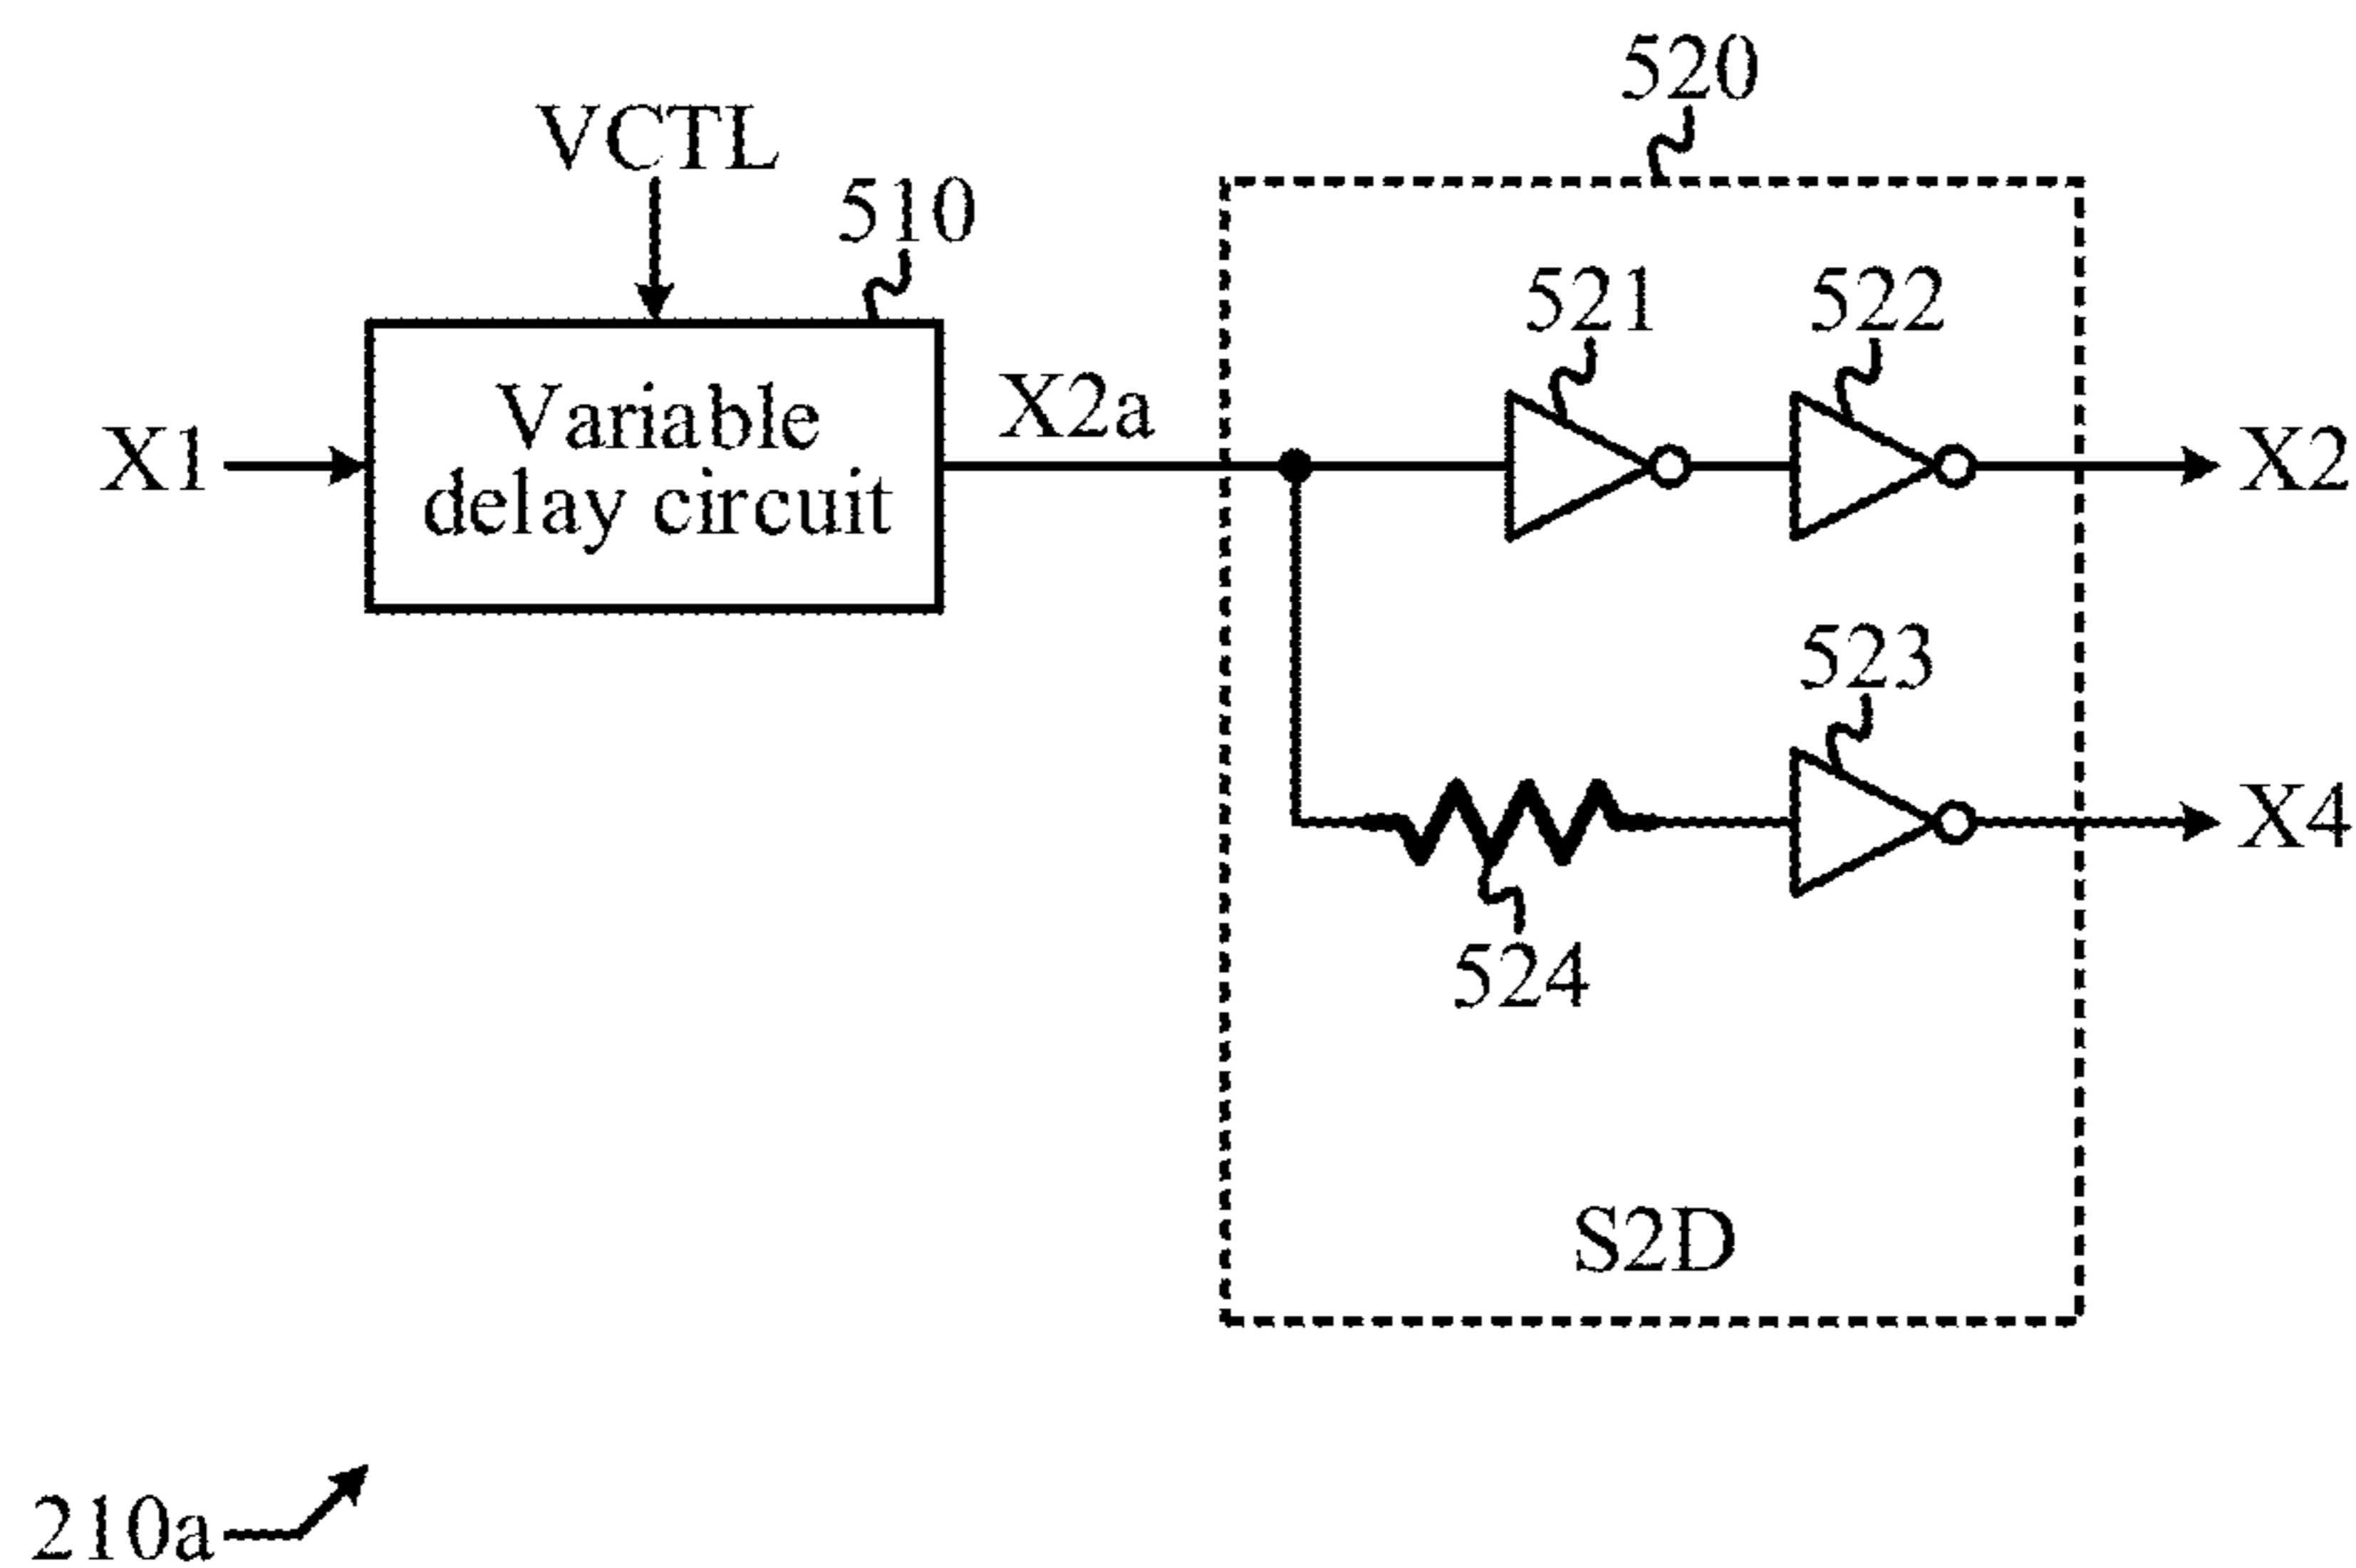 520
VCTL
510
521
522
Variable
delay circuit
X1
X2a
X2
523
X4
524
S2D
210a